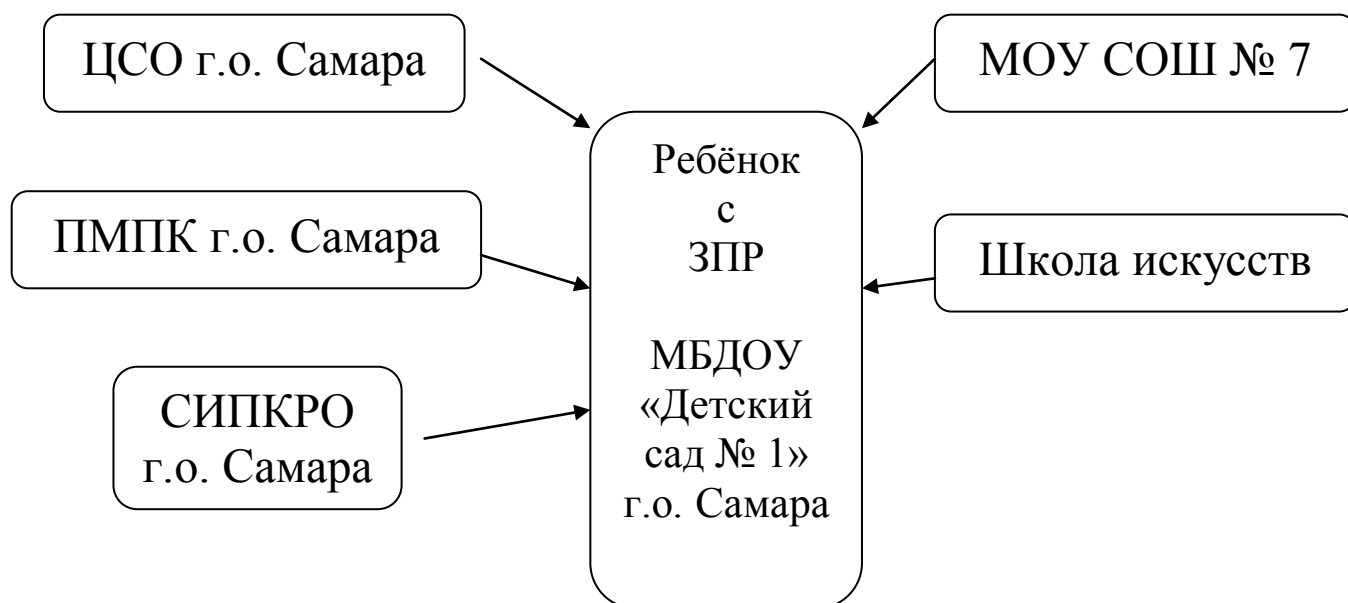 ЦСО г.о. Самара
МОУ СОШ № 7
Ребёнок
с
ЗПР
ПМПК г.о. Самара
Школа искусств
МБДОУ
«Детский
сад № 1»
г.о. Самара
СИПКРО
г.о. Самара